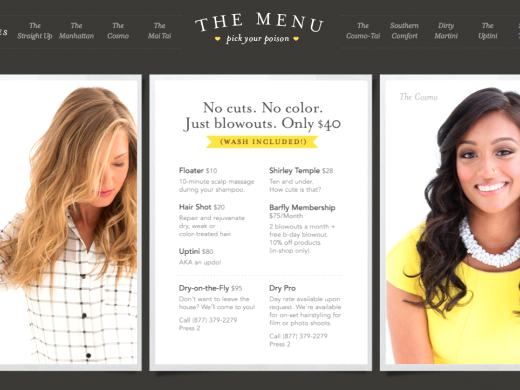 THE MENU
pick your poison
ES
The
Straight Up
The
Manhattan
The
Cosmo
The
Mai Tai
The
Cosmo-Tai
Southern
Comfort
Dirty
Martini
The
Uptini
No cuts. No color.
Just blowouts. Only $40
(WASH INCLUDED!)
Floater $10
10-minute scalp massage
during your shampoo.
Hair Shot $20
Repair and rejuvenate
dry, weak or
color-treated hair.
Uptini $80
AKA an updo!
Shirley Temple $28
Ten and under.
How cute is that?
Barfly Membership
$75/Month
2 blowouts a month +
free b-day blowout.
10% off products
(in-shop only).
Dry-on-the-Fly $95
Don't want to leave the
house? We'll come to you!
Call (877) 379-2279
Press 2
Dry Pro
Day rate available upon
request. We're available
for on-set hairstyling for
film or photo shoots.
Call (877) 379-2279
Press 2
The Cosmo